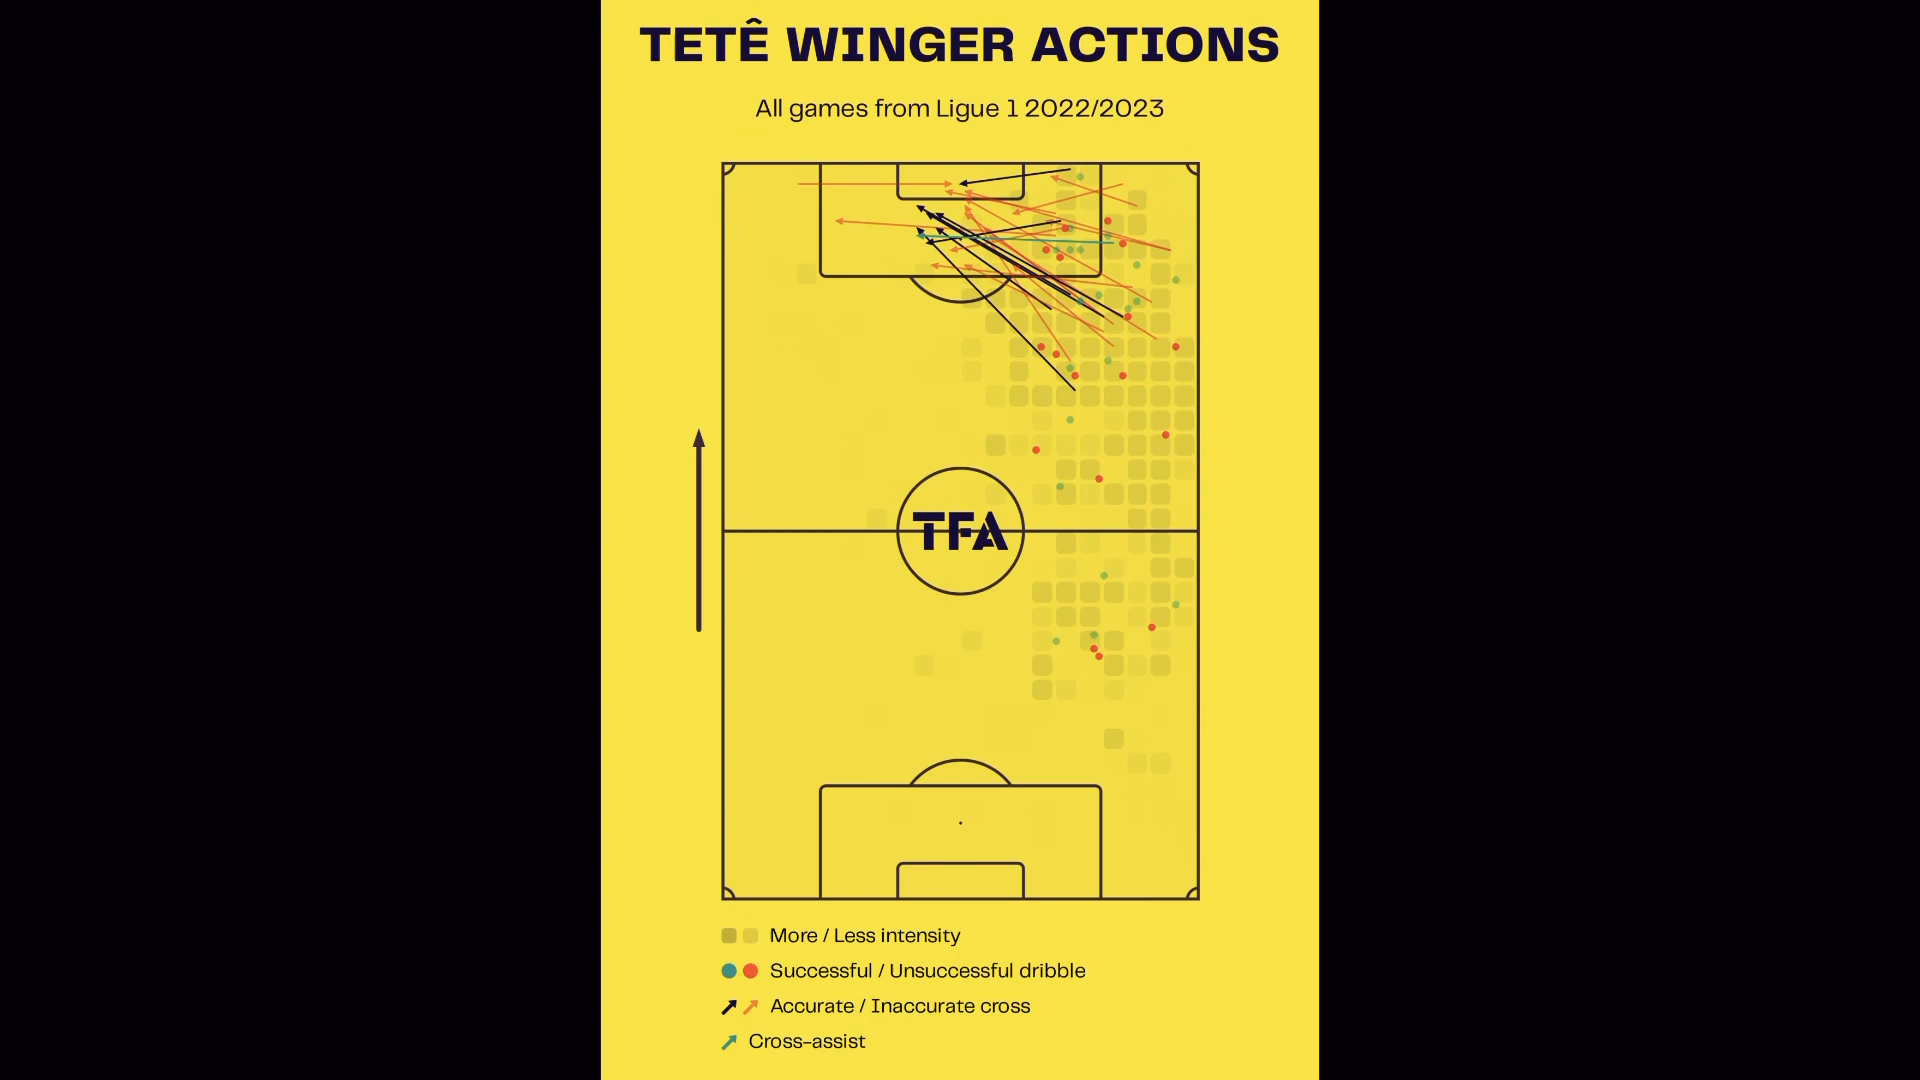 TETÊ WINGER ACTIONS
All games from Ligue 1 2022/2023
TFA
More / Less intensity
Successful / Unsuccessful dribble
Accurate / Inaccurate cross
Cross-assist